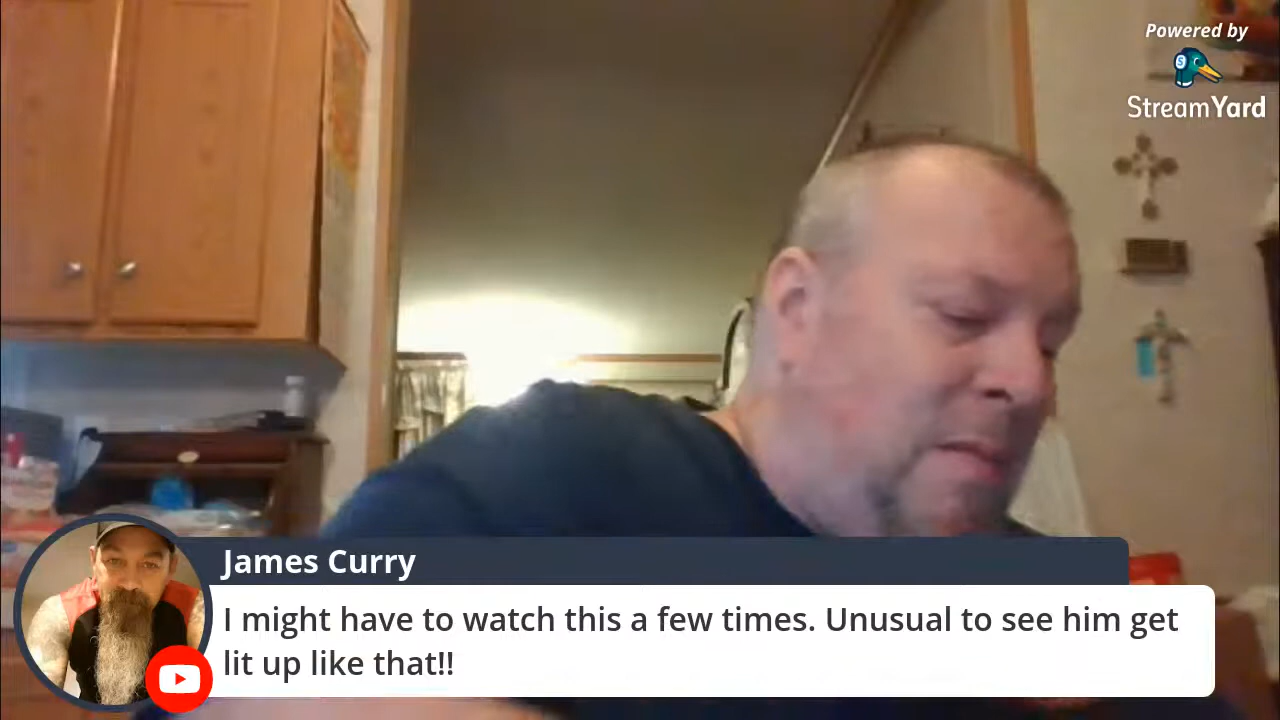 Powered by
StreamYard
James Curry
I might have to watch this a few times. Unusual to see him get
lit up like that!!